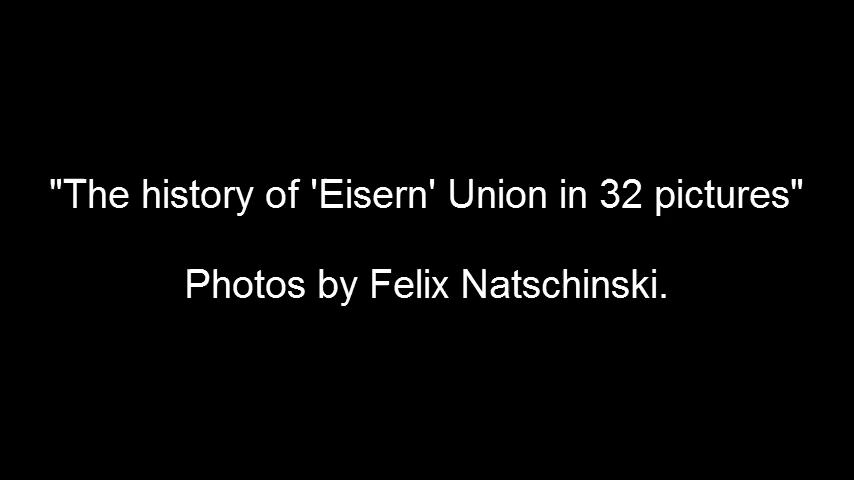 "The history of 'Eisern' Union in 32 pictures"
Photos by Felix Natschinski.